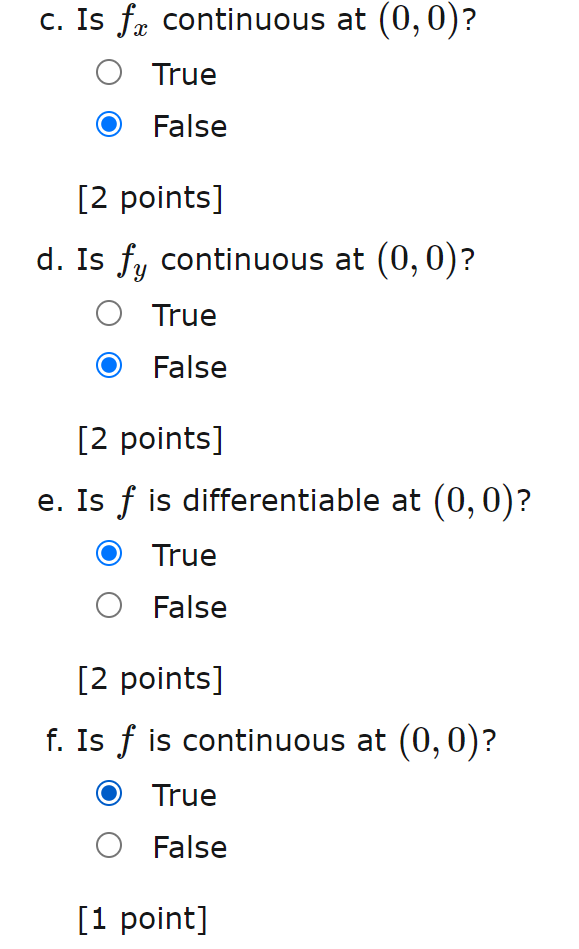 c. Is fₓ continuous at (0, 0)?
True
False
[2 points]
d. Is f_y continuous at (0, 0)?
True
False
[2 points]
e. Is f is differentiable at (0, 0)?
True
False
[2 points]
f. Is f is continuous at (0, 0)?
True
False
[1 point]